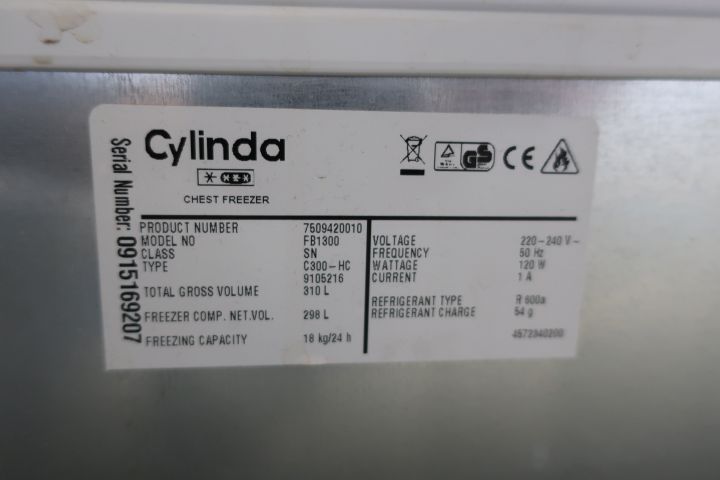 Cylinda
CHEST FREEZER
CE
GS
Serial Number: 0915169207
PRODUCT NUMBER 7509420010
MODEL NO FB1300
CLASS SN
TYPE C300-HC
9105216
TOTAL GROSS VOLUME 310 L
FREEZER COMP. NET.VOL. 298 L
FREEZING CAPACITY 18 kg/24 h
VOLTAGE 220-240 V~
FREQUENCY 50 Hz
WATTAGE 120 W
CURRENT 1 A
REFRIGERANT TYPE R 600a
REFRIGERANT CHARGE 54 g
4572340200